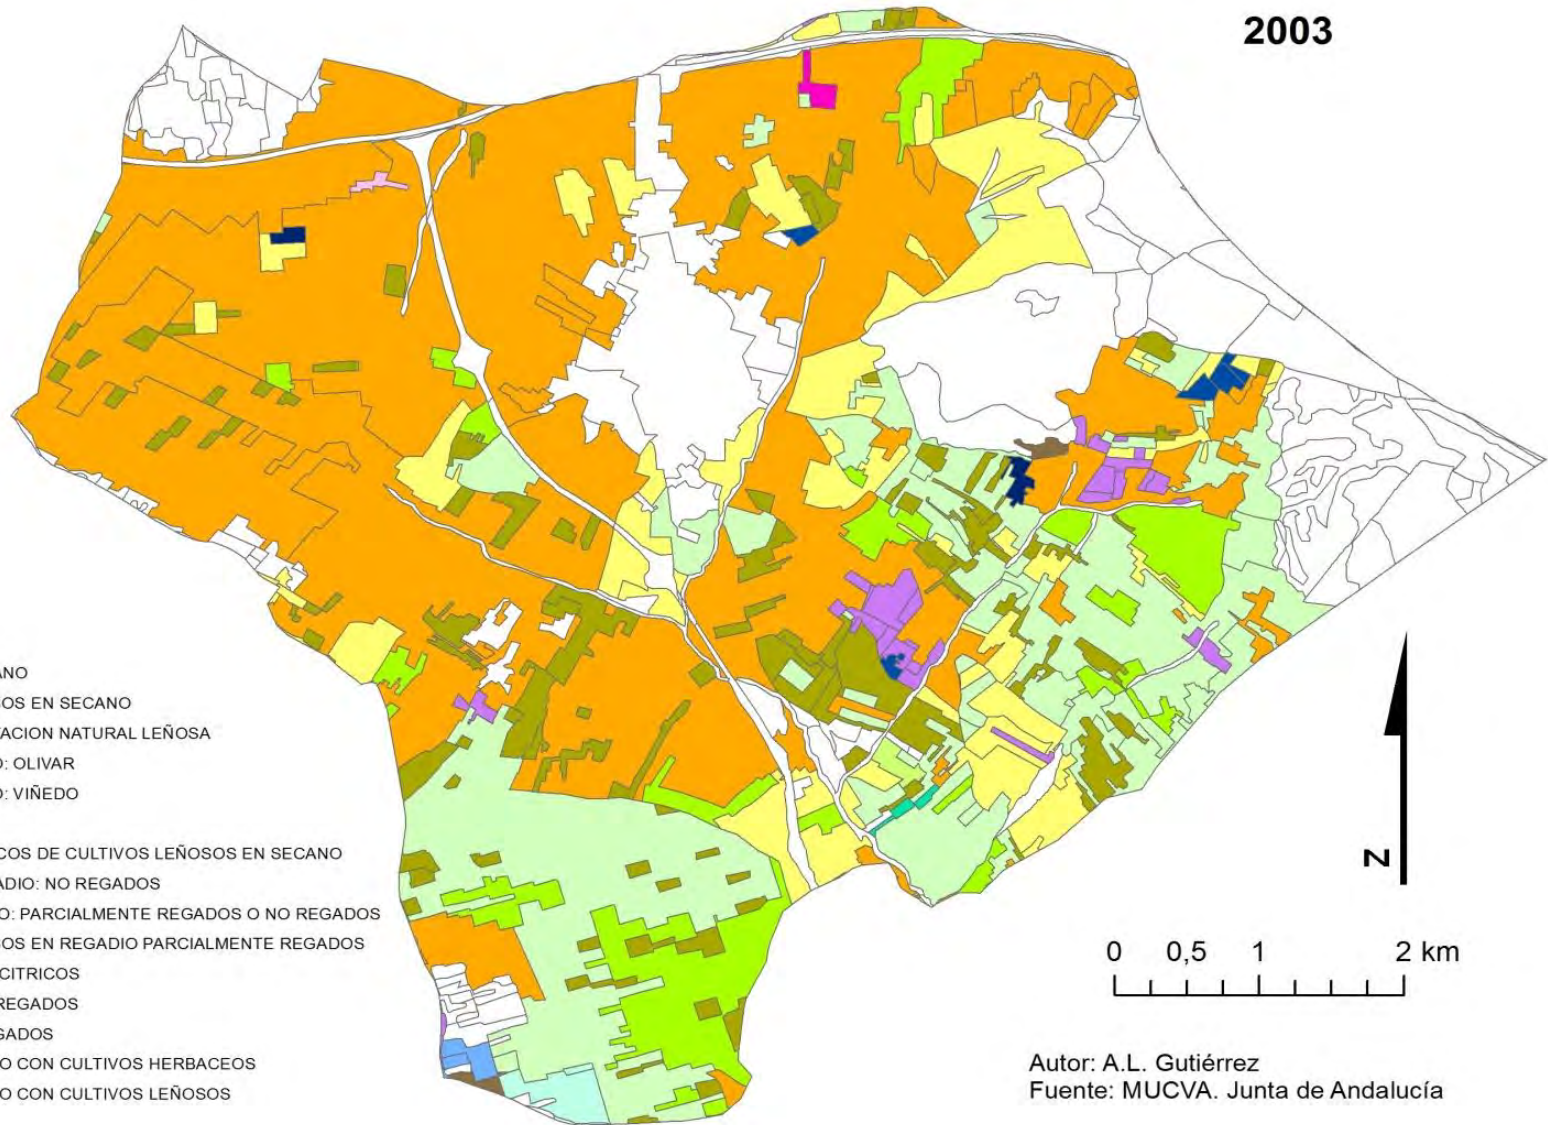 2003
ANO
OS EN SECANO
TACION NATURAL LEÑOSA
O: OLIVAR
O: VIÑEDO
COS DE CULTIVOS LEÑOSOS EN SECANO
ADIO: NO REGADOS
O: PARCIALMENTE REGADOS O NO REGADOS
OS EN REGADIO PARCIALMENTE REGADOS
CITRICOS
REGADOS
GADOS
O CON CULTIVOS HERBACEOS
O CON CULTIVOS LEÑOSOS
N
0 0,5 1 2 km
Autor: A.L. Gutiérrez
Fuente: MUCVA. Junta de Andalucía